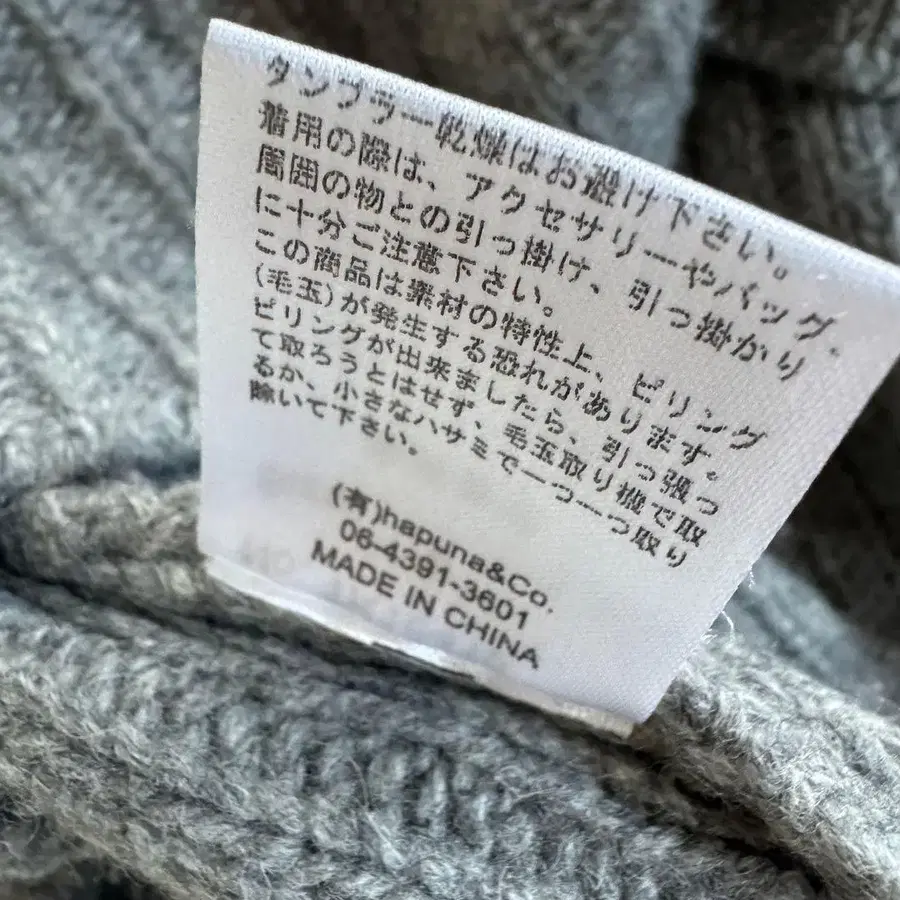 タンブラー乾燥はお避け下さい。
着用の際は、アクセサリーやバッグ、
周囲の物との引っ掛け、引っ掛かり
に十分ご注意下さい。
この商品は素材の特性上、ピリング
(毛玉)が発生する恐れがあります。
ピリングが出来ましたら、引っ張っ
て取ろうとはせず、毛玉取り機で取
るか、小さなハサミで一つ一つ取り
除いて下さい。
(有)hapuna&Co.
06-4391-3601
MADE IN CHINA